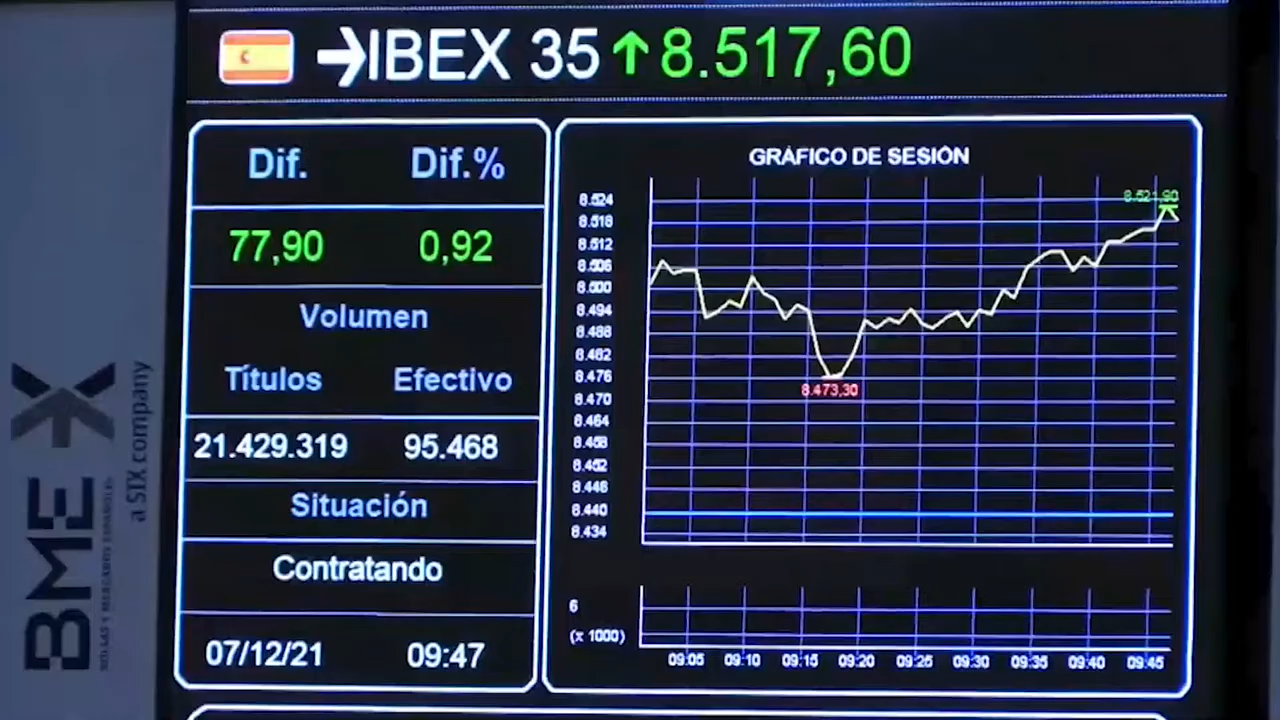 IBEX 35 ↑ 8.517,60
Dif. Dif.%
77,90 0,92
Volumen
Títulos Efectivo
21.429.319 95.468
Situación
Contratando
07/12/21 09:47
GRÁFICO DE SESIÓN
8.521,90
8.524
8.518
8.512
8.506
8.500
8.494
8.488
8.482
8.476
8.473,30
8.470
8.464
8.458
8.452
8.446
8.440
8.434
6
(x 1000)
09:05 09:10 09:15 09:20 09:25 09:30 09:35 09:40 09:45
BME
BOLSAS Y MERCADOS ESPAÑOLES
a SIX company